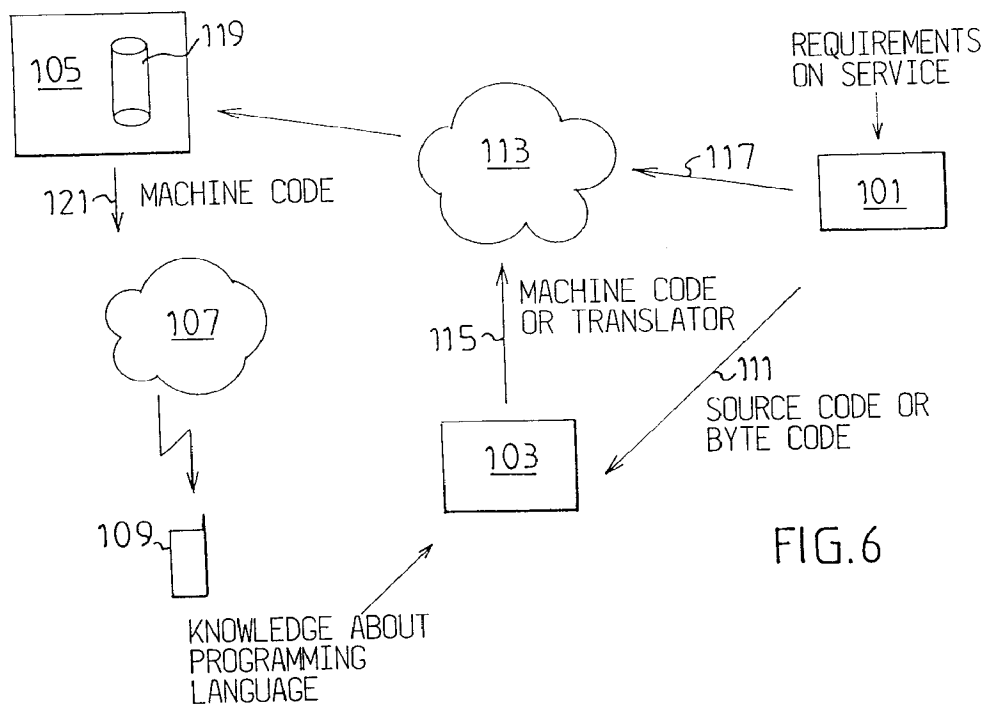 105
119
REQUIREMENTS
ON SERVICE
113
117
101
121
MACHINE CODE
107
MACHINE CODE
OR TRANSLATOR
115
111
SOURCE CODE OR
BYTE CODE
103
109
FIG.6
KNOWLEDGE ABOUT
PROGRAMMING
LANGUAGE